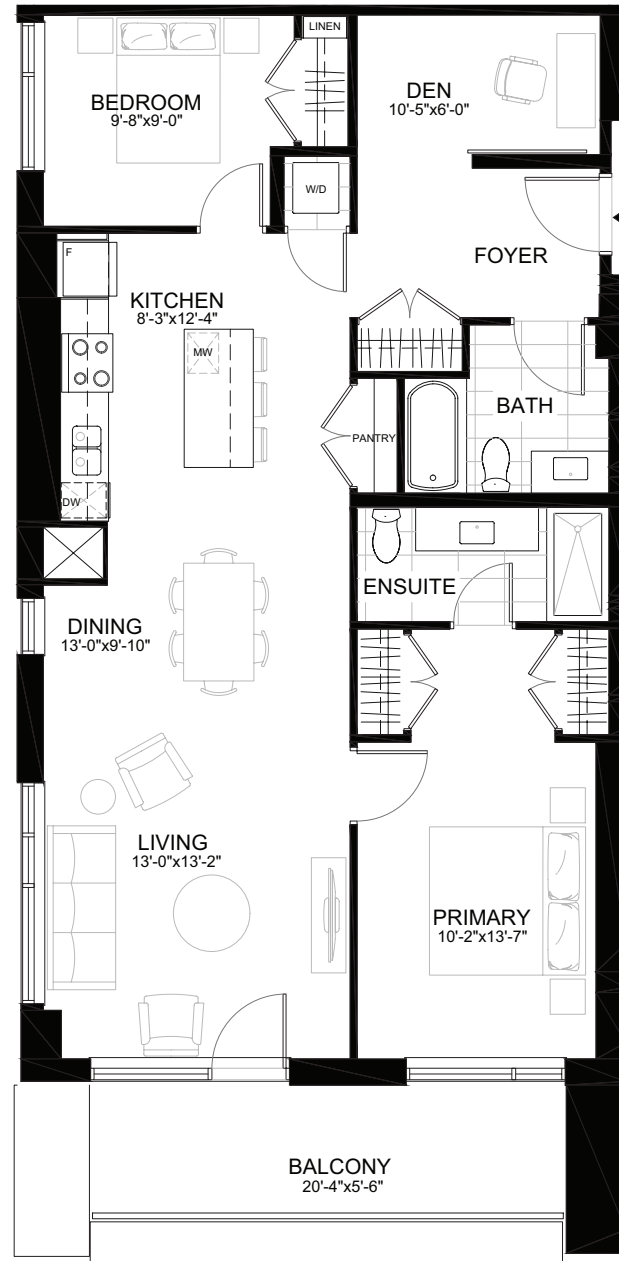 LINEN
BEDROOM
9'-8"x9'-0"
DEN
10'-5"x6'-0"
W/D
FOYER
F
KITCHEN
8'-3"x12'-4"
MW
BATH
PANTRY
DW
ENSUITE
DINING
13'-0"x9'-10"
LIVING
13'-0"x13'-2"
PRIMARY
10'-2"x13'-7"
BALCONY
20'-4"x5'-6"